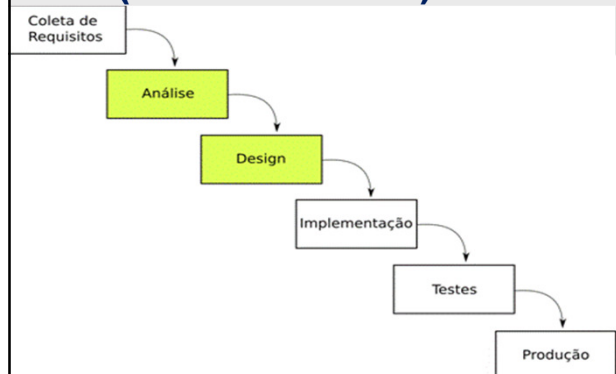 Coleta de
Requisitos
Análise
Design
Implementação
Testes
Produção